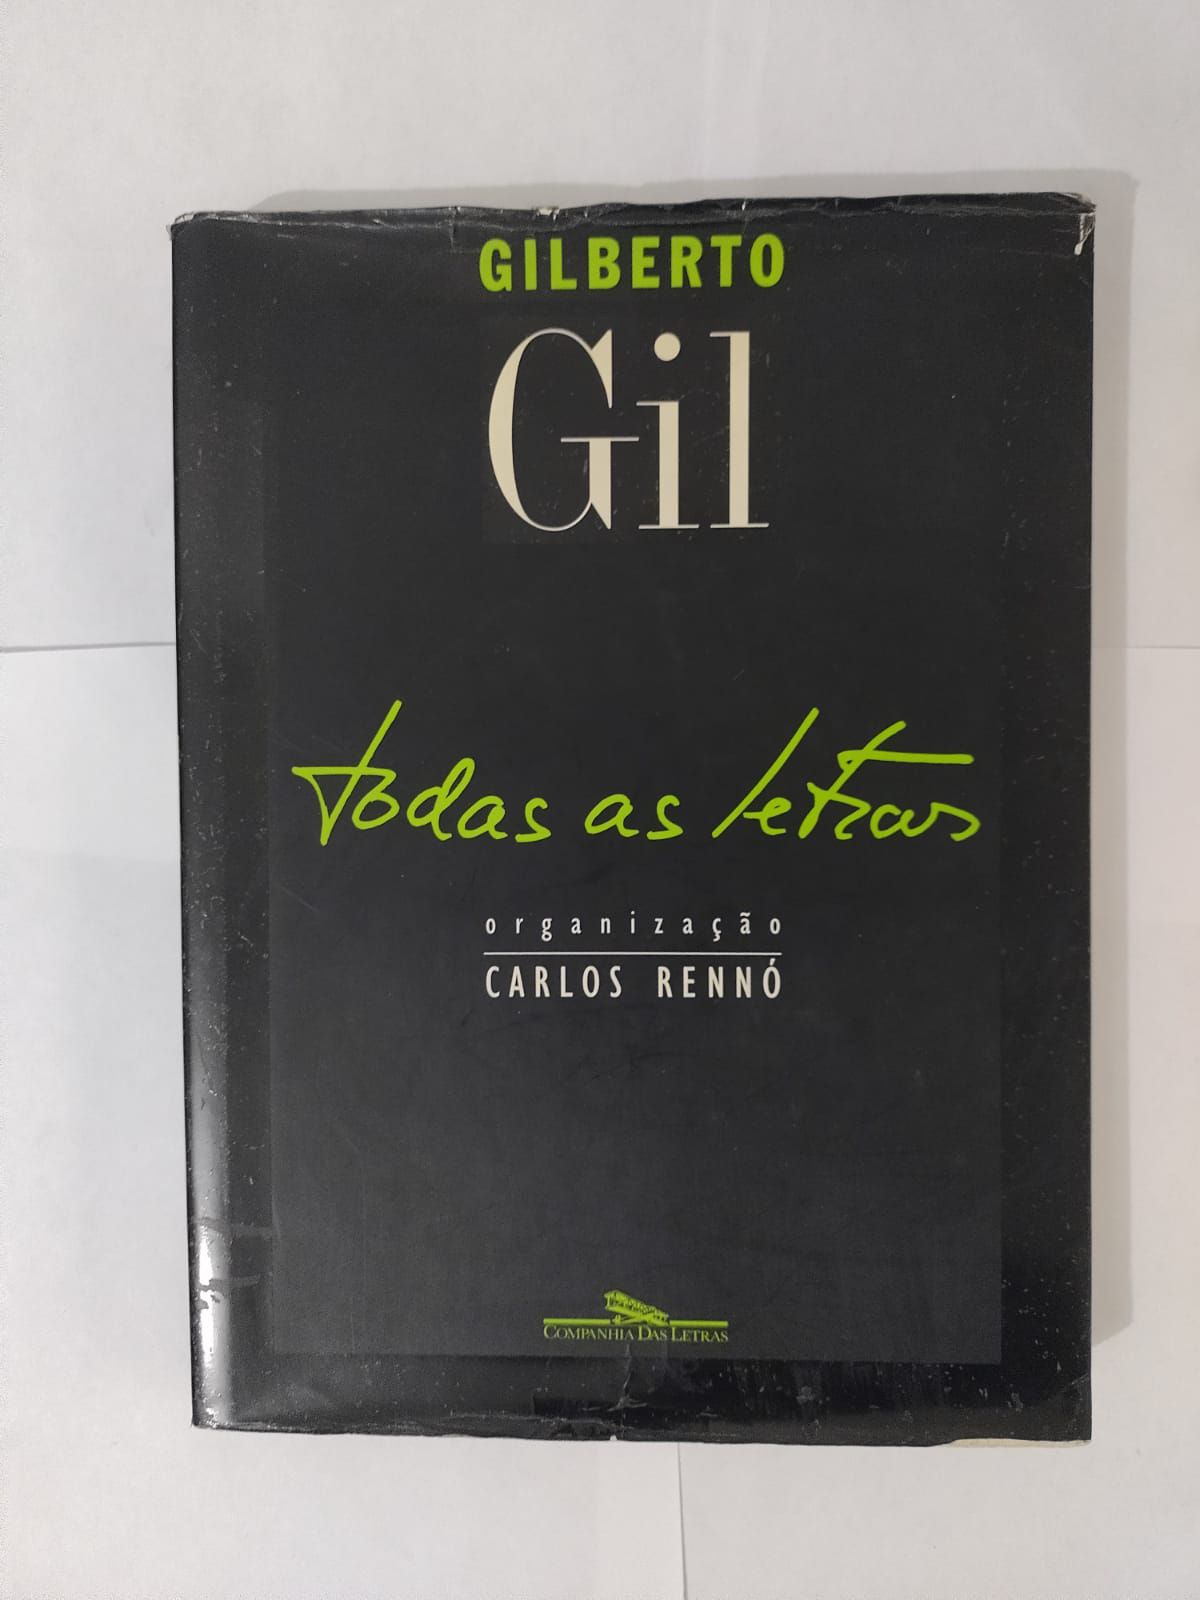 GILBERTO
Gil
todas as letras
organização
CARLOS RENNÓ
COMPANHIA DAS LETRAS